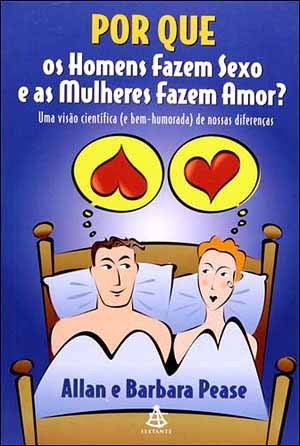 POR QUE
os Homens Fazem Sexo
e as Mulheres Fazem Amor?
Uma visão científica (e bem-humorada) de nossas diferenças
Allan e Barbara Pease
SEXTANTE